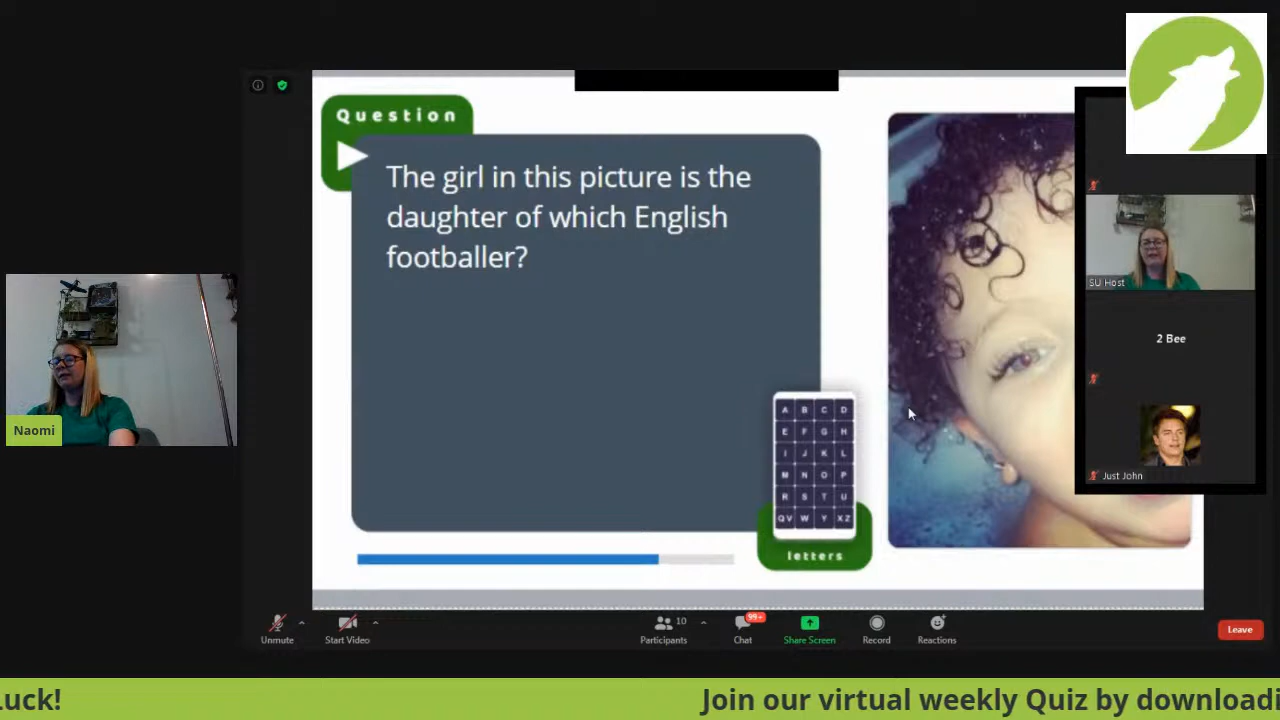 Question
The girl in this picture is the
daughter of which English
footballer?
A B C D
E F G H
I J K L
M N O P
R S T U
QV W Y XZ
letters
Naomi
SU Host
2 Bee
Just John
Unmute
Start Video
Participants
10
Chat
99+
Share Screen
Record
Reactions
Leave
Luck!
Join our virtual weekly Quiz by downloadi